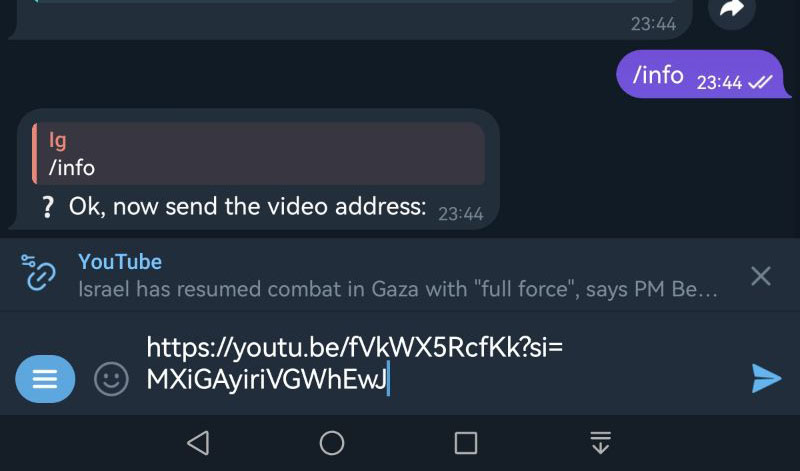 23:44
/info 23:44
Ig
/info
? Ok, now send the video address: 23:44
YouTube
Israel has resumed combat in Gaza with "full force", says PM Be...
https://youtu.be/fVkWX5RcfKk?si=
MXiGAyiriVGWhEwJ